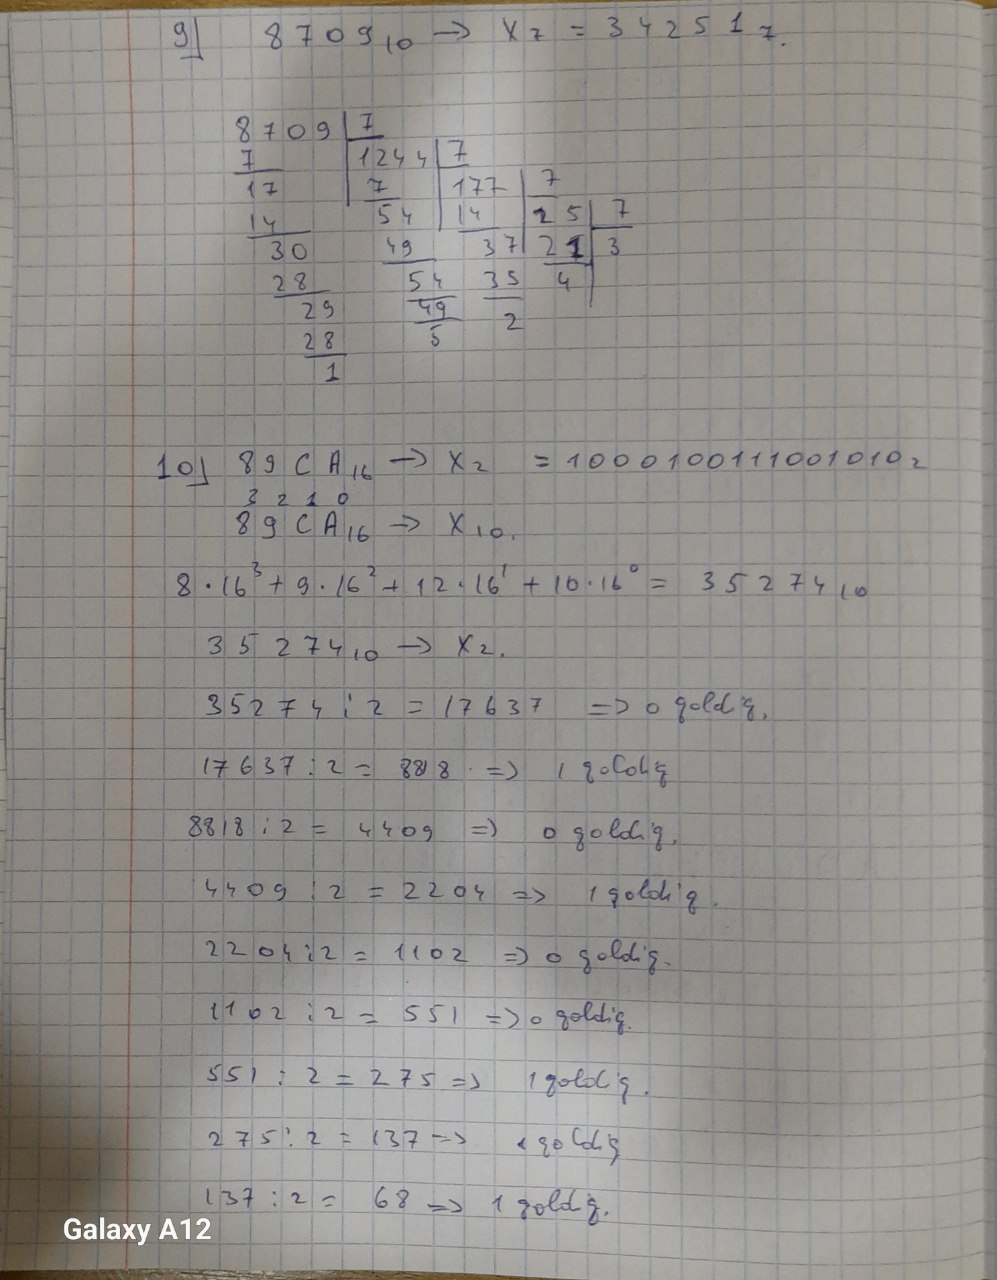 9) 8709₁₀ → X₇ = 34251₇.
8709 | 7
7 1244 | 7
17 7 177 | 7
14 54 14 25 | 7
30 49 37 21 3
28 54 35 4
29 49 2
28 5
1
10) 89CA₁₆ → X₂ = 1000100111001010₂
3 2 1 0
89CA₁₆ → X₁₀.
8·16³ + 9·16² + 12·16¹ + 10·16⁰ = 35274₁₀
35274₁₀ → X₂.
35274 : 2 = 17637 => 0 qoldiq.
17637 : 2 = 8818 · => 1 qoldiq
8818 : 2 = 4409 => 0 qoldiq.
4409 : 2 = 2204 => 1 qoldiq.
2204 : 2 = 1102 => 0 qoldiq.
1102 : 2 = 551 => 0 qoldiq.
551 : 2 = 275 => 1 qoldiq.
275 : 2 = 137 => 1 qoldiq
137 : 2 = 68 => 1 qoldiq.
Galaxy A12